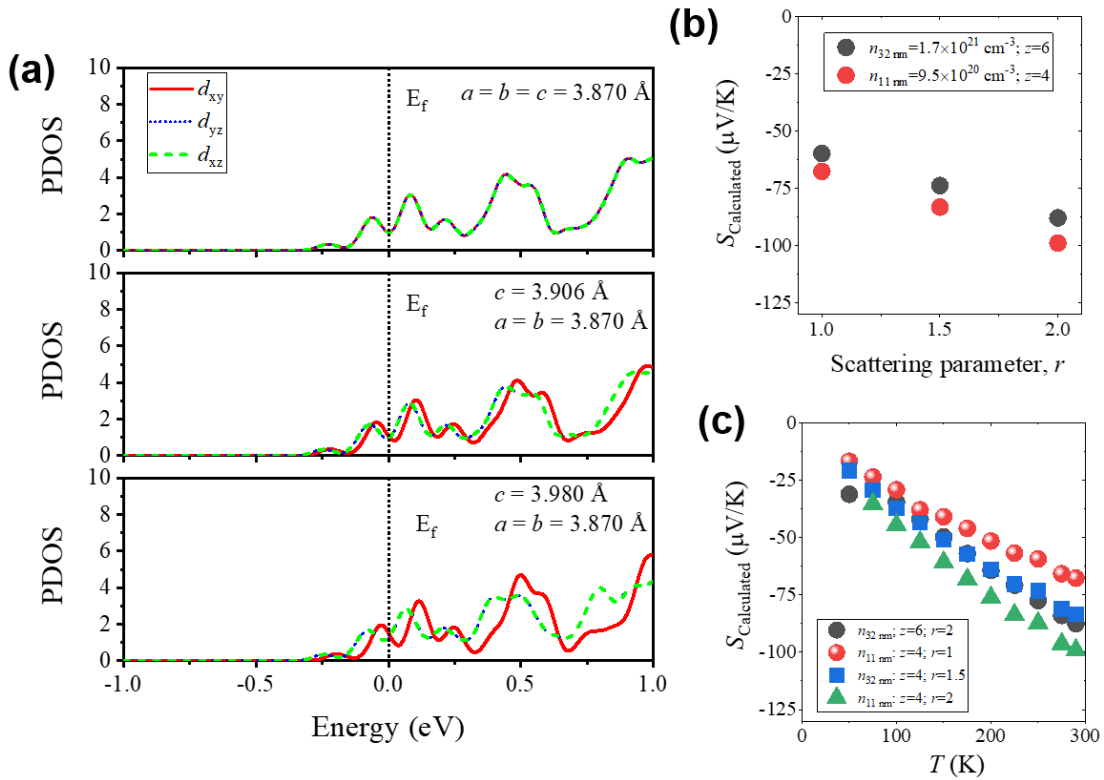 (a)
10
8
6
4
2
0
PDOS
dxy
dyz
dxz
Ef
a = b = c = 3.870 Å
10
8
6
4
2
0
PDOS
Ef
c = 3.906 Å
a = b = 3.870 Å
10
8
6
4
2
0
PDOS
Ef
c = 3.980 Å
a = b = 3.870 Å
-1.0 -0.5 0.0 0.5 1.0
Energy (eV)
(b)
0
-25
-50
-75
-100
-125
SCalculated (μV/K)
n32 nm=1.7×10²¹ cm⁻³; z=6
n11 nm=9.5×10²⁰ cm⁻³; z=4
1.0 1.5 2.0
Scattering parameter, r
(c)
0
-25
-50
-75
-100
-125
SCalculated (μV/K)
n32 nm: z=6; r=2
n11 nm: z=4; r=1
n32 nm: z=4; r=1.5
n11 nm: z=4; r=2
0 50 100 150 200 250 300
T (K)